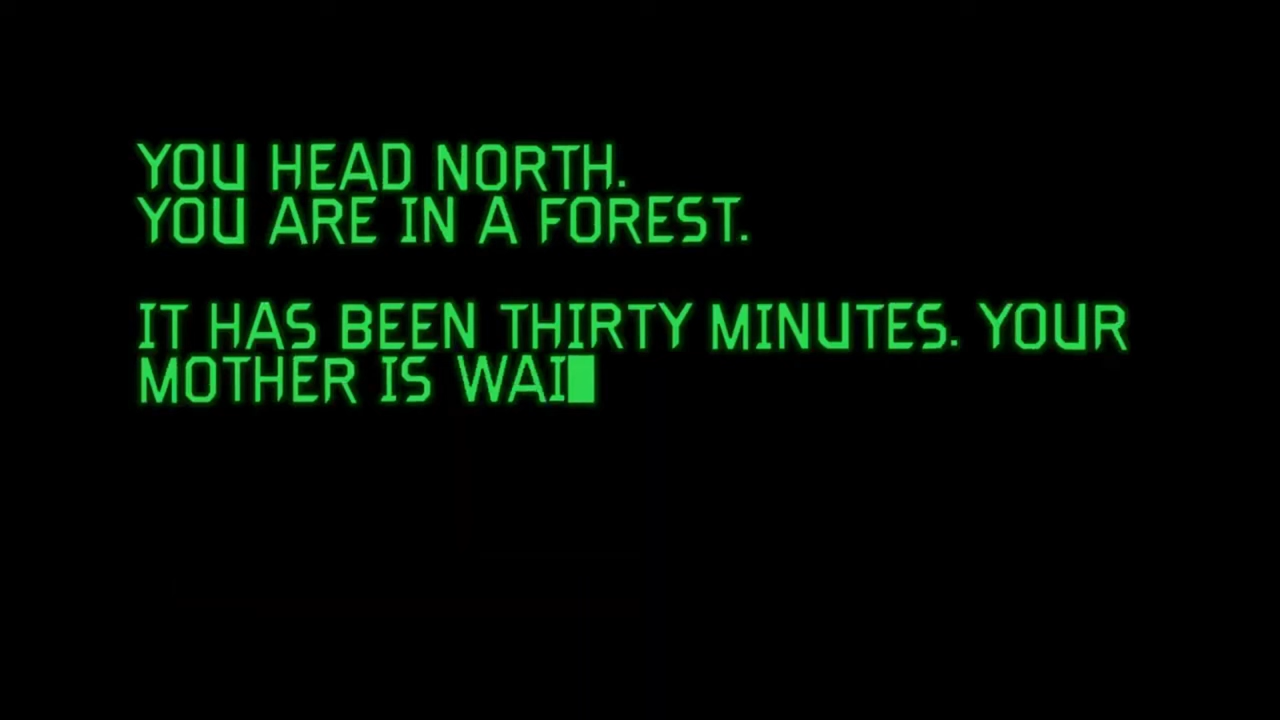 YOU HEAD NORTH.
YOU ARE IN A FOREST.
IT HAS BEEN THIRTY MINUTES. YOUR
MOTHER IS WAI